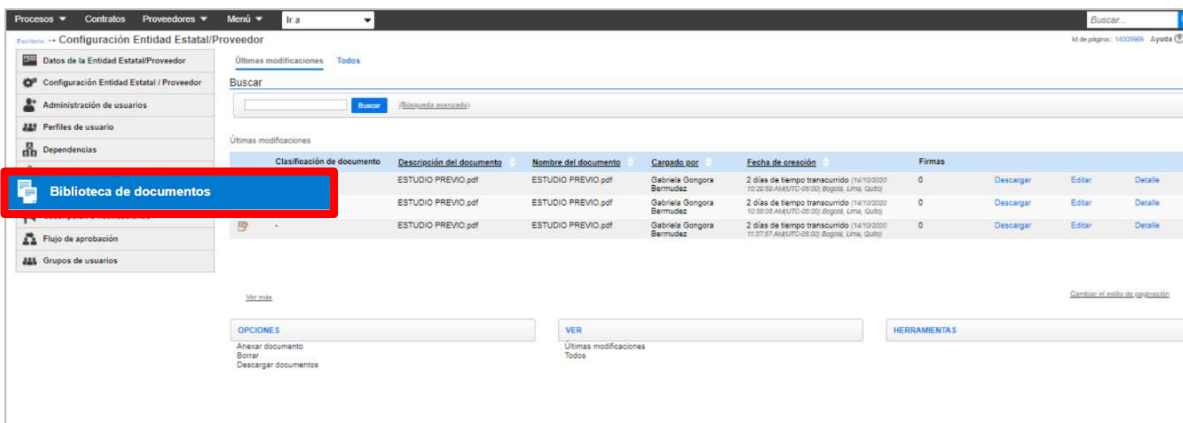 Procesos Contratos Proveedores Menú Ir a Buscar...
Escritorio → Configuración Entidad Estatal/Proveedor
Id de página:: 14005969 Ayuda
Datos de la Entidad Estatal/Proveedor
Configuración Entidad Estatal / Proveedor
Administración de usuarios
Perfiles de usuario
Dependencias
Biblioteca de documentos
Flujo de aprobación
Grupos de usuarios
Últimas modificaciones Todos
Buscar
Buscar (Búsqueda avanzada)
Últimas modificaciones
Clasificación de documento Descripción del documento Nombre del documento Cargado por Fecha de creación Firmas
ESTUDIO PREVIO.pdf ESTUDIO PREVIO.pdf Gabriela Gongora 2 días de tiempo transcurrido (14/10/2020 0 Descargar Editar Detalle
Bermudez 10:28:59 AM(UTC-05:00) Bogotá, Lima, Quito)
ESTUDIO PREVIO.pdf ESTUDIO PREVIO.pdf Gabriela Gongora 2 días de tiempo transcurrido (14/10/2020 0 Descargar Editar Detalle
Bermudez 10:58:05 AM(UTC-05:00) Bogotá, Lima, Quito)
- ESTUDIO PREVIO.pdf ESTUDIO PREVIO.pdf Gabriela Gongora 2 días de tiempo transcurrido (14/10/2020 0 Descargar Editar Detalle
Bermudez 11:37:57 AM(UTC-05:00) Bogotá, Lima, Quito)
Ver más Cambiar el estilo de paginación
OPCIONES VER HERRAMIENTAS
Anexar documento Últimas modificaciones
Borrar Todos
Descargar documentos